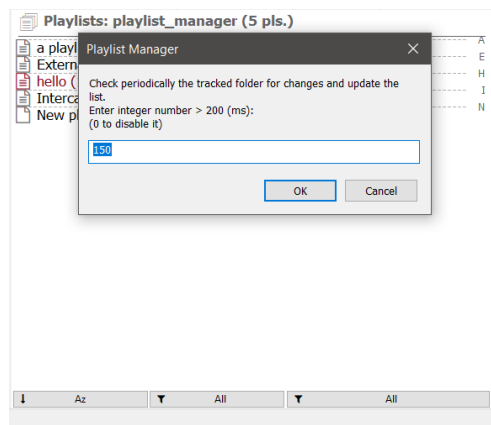 Playlists: playlist_manager (5 pls.)
a playl
Extern
hello (
Interca
New pl
A
E
H
I
N
Playlist Manager
Check periodically the tracked folder for changes and update the
list.
Enter integer number > 200 (ms):
(0 to disable it)
150
OK Cancel
Az All All